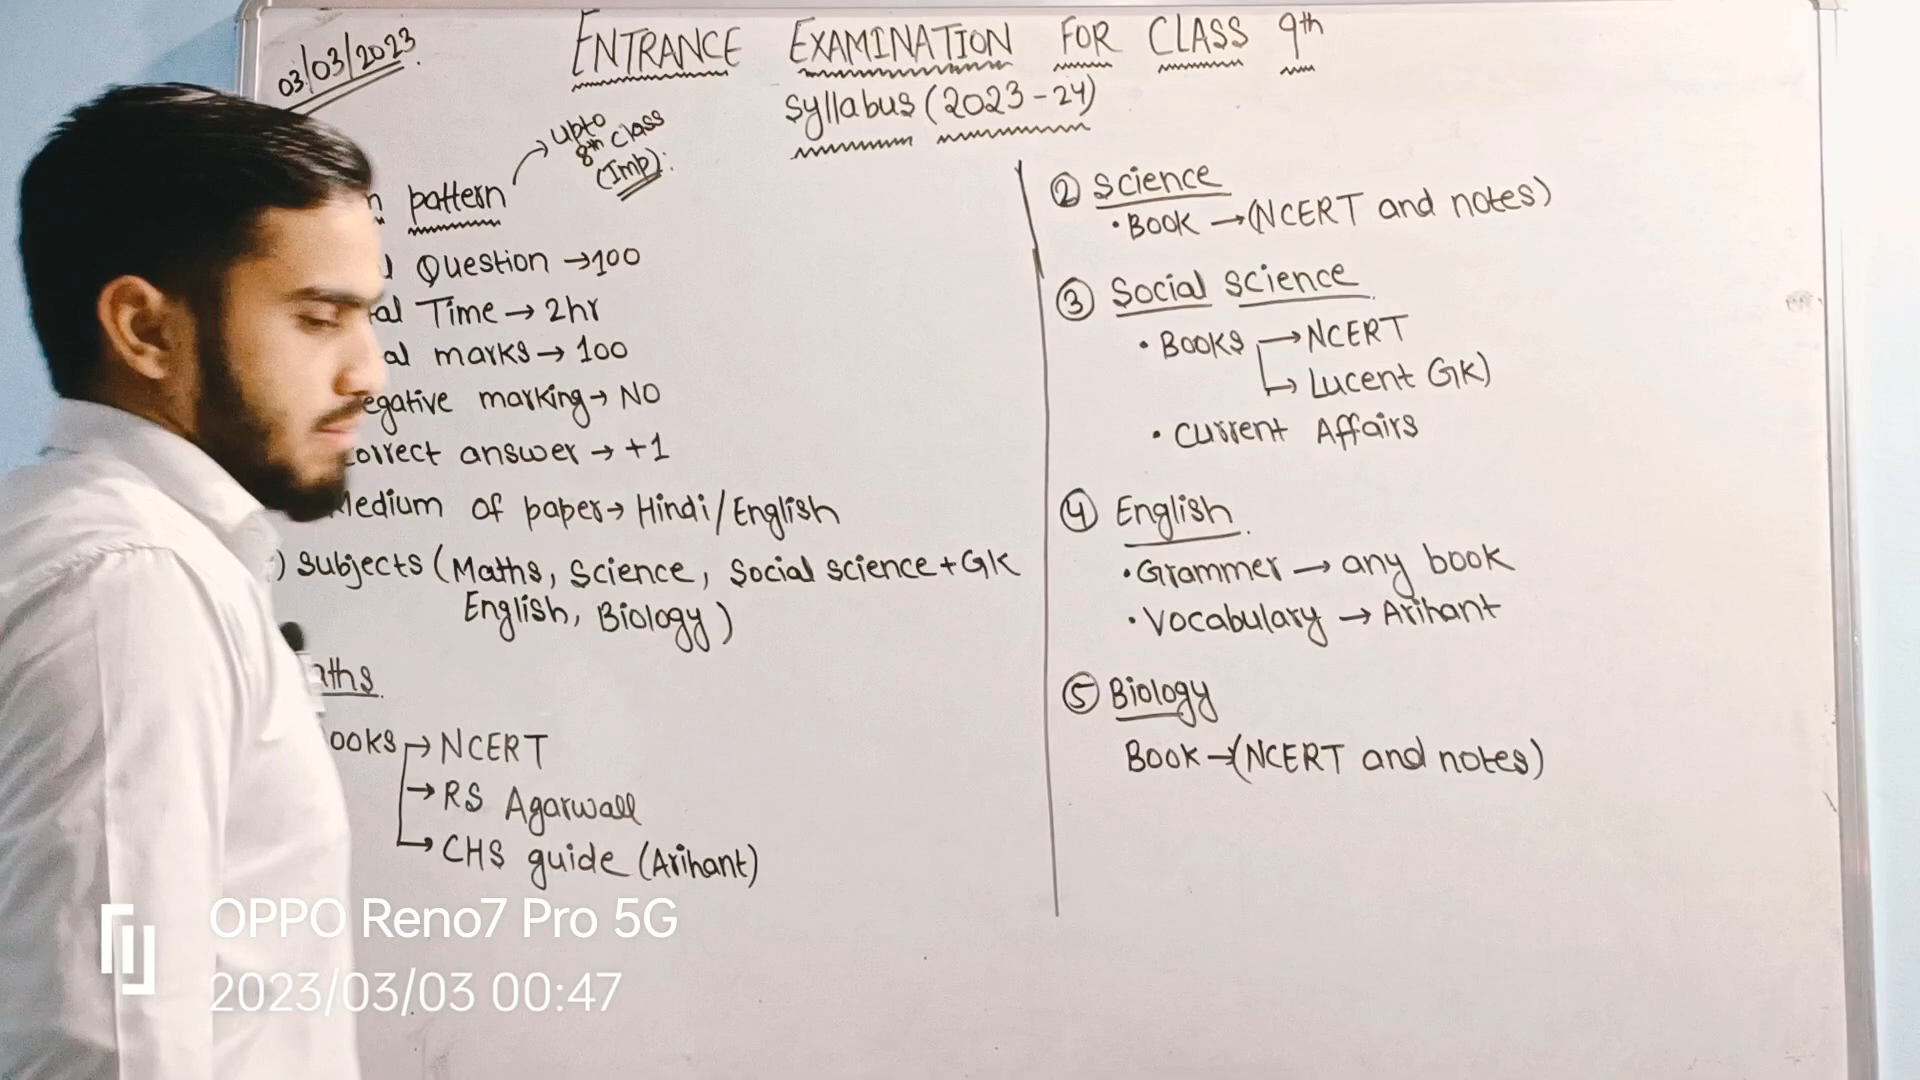 03/03/2023.
ENTRANCE EXAMINATION FOR CLASS 9th
Syllabus (2023-24)
upto
8th Class
(Imp).
pattern
Question → 100
Time → 2hr
marks → 100
egative marking → NO
orrect answer → +1
Medium of paper → Hindi/English
) Subjects (Maths, Science, Social science + GK
English, Biology)
aths.
ooks → NCERT
→ RS Agarwall
→ CHS guide (Arihant)
② Science
• Book → (NCERT and notes)
③ Social science.
• Books → NCERT
→ Lucent GK)
• Current Affairs
④ English.
• Grammer → any book
• Vocabulary → Arihant
⑤ Biology
Book → (NCERT and notes)
OPPO Reno7 Pro 5G
2023/03/03 00:47